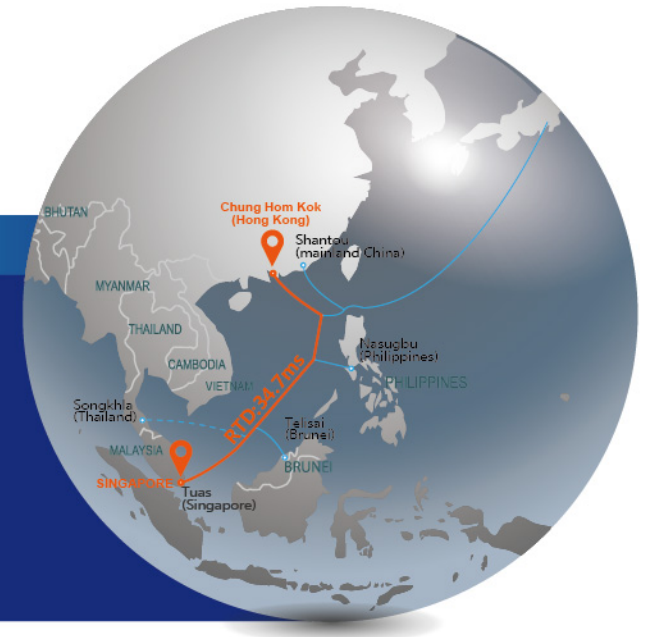 BHUTAN
Chung Hom Kok
(Hong Kong)
Shantou
(mainland China)
MYANMAR
THAILAND
CAMBODIA
VIETNAM
Nasugbu
(Philippines)
PHILIPPINES
RTD:34.7ms
Songkhla
(Thailand)
Telisai
(Brunei)
MALAYSIA
BRUNEI
SINGAPORE
Tuas
(Singapore)